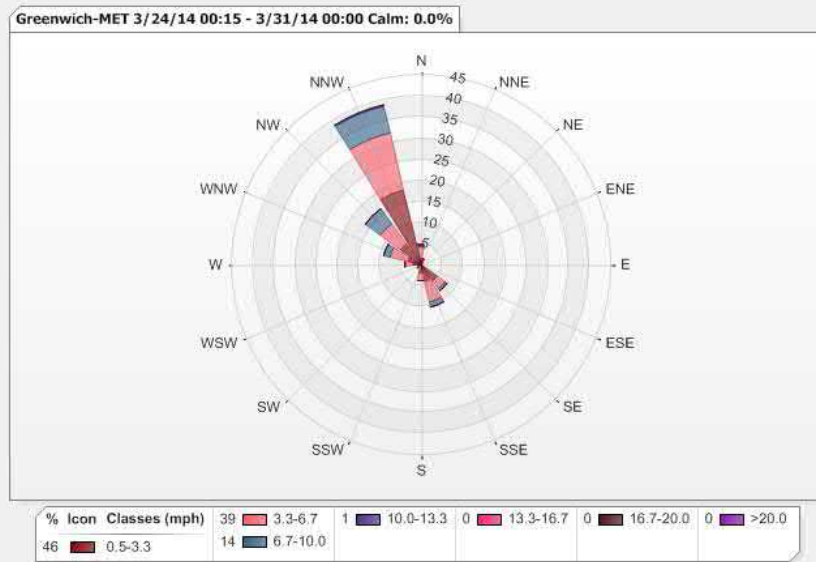 Greenwich-MET 3/24/14 00:15 - 3/31/14 00:00 Calm: 0.0%
N
NNE
NE
ENE
E
ESE
SE
SSE
S
SSW
SW
WSW
W
WNW
NW
NNW
45
40
35
30
25
20
15
10
5
% Icon Classes (mph)
46 0.5-3.3
39 3.3-6.7
14 6.7-10.0
1 10.0-13.3
0 13.3-16.7
0 16.7-20.0
0 >20.0